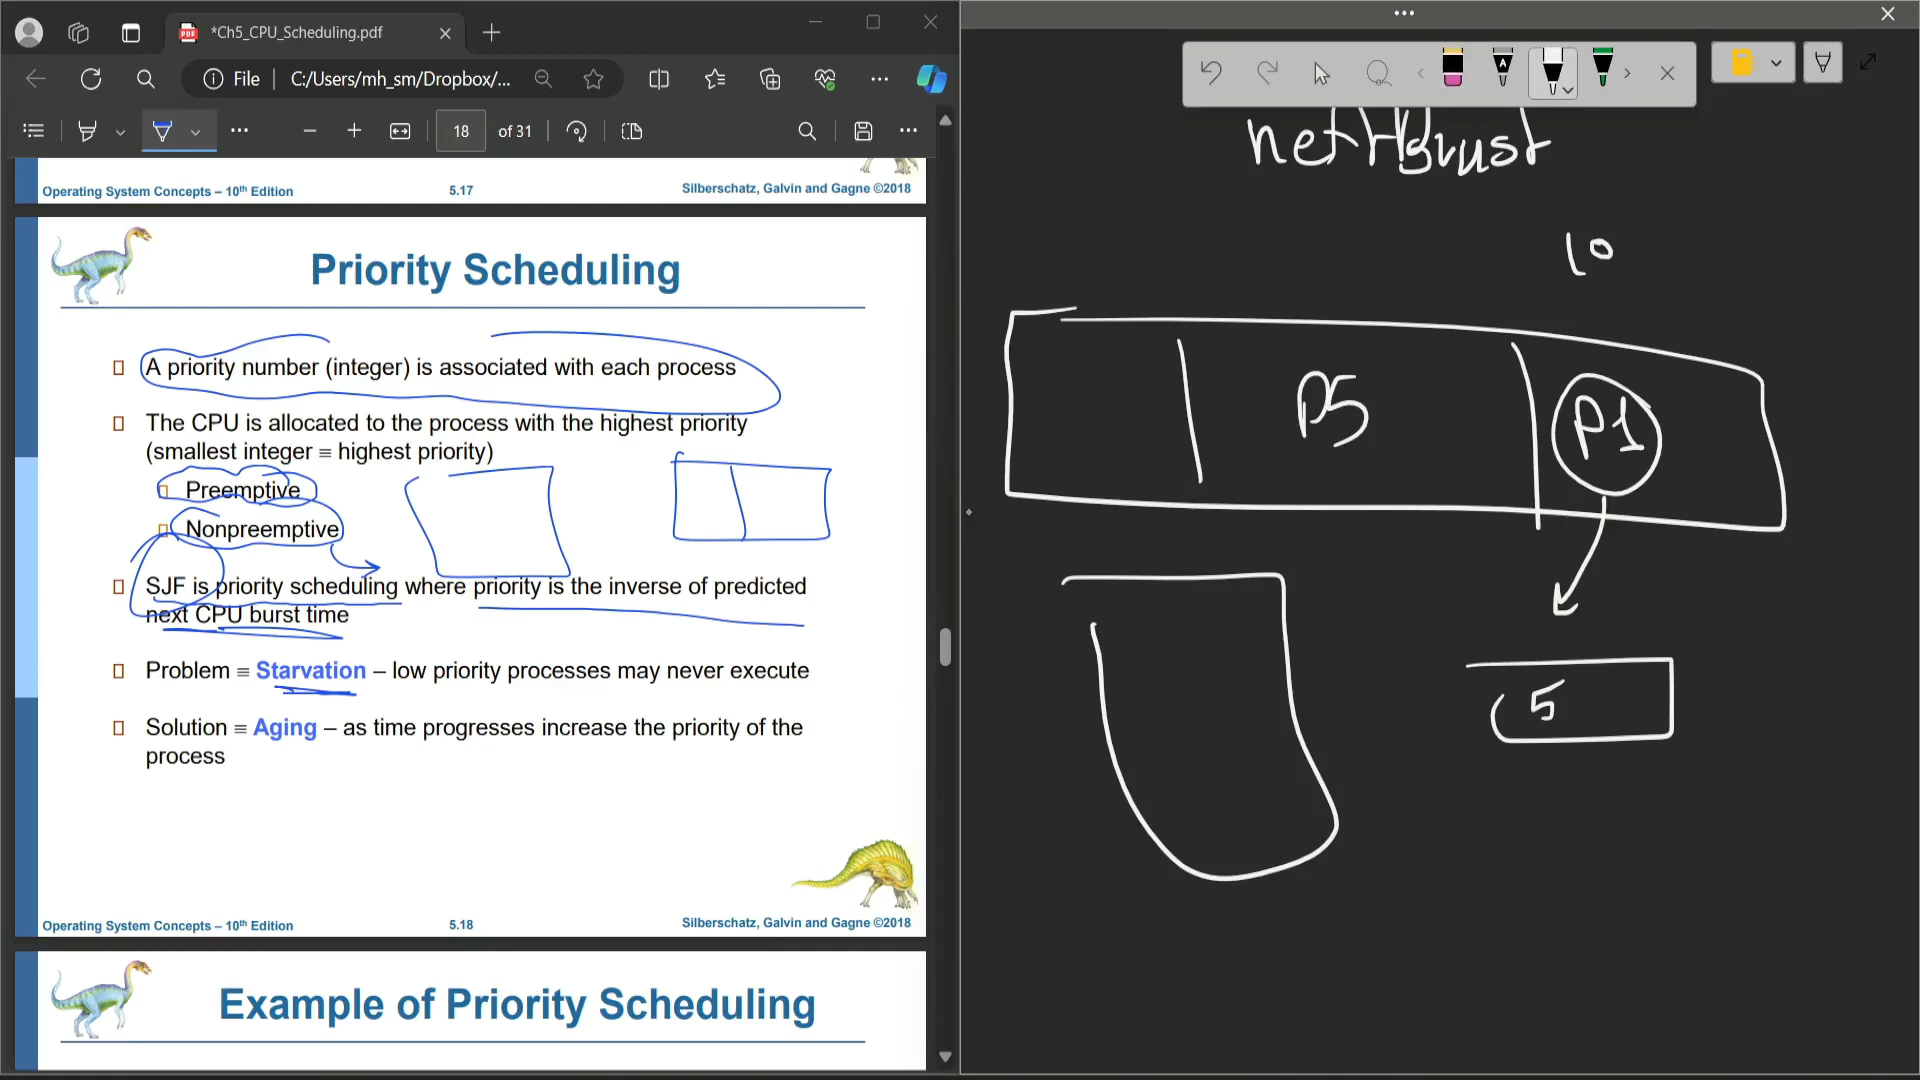 *Ch5_CPU_Scheduling.pdf
File
C:/Users/mh_sm/Dropbox/...
18 of 31
Operating System Concepts – 10th Edition 5.17 Silberschatz, Galvin and Gagne ©2018
Priority Scheduling
A priority number (integer) is associated with each process
The CPU is allocated to the process with the highest priority
(smallest integer ≡ highest priority)
Preemptive
Nonpreemptive
SJF is priority scheduling where priority is the inverse of predicted
next CPU burst time
Problem ≡ Starvation – low priority processes may never execute
Solution ≡ Aging – as time progresses increase the priority of the
process
Operating System Concepts – 10th Edition 5.18 Silberschatz, Galvin and Gagne ©2018
Example of Priority Scheduling
10
P5
P1
5